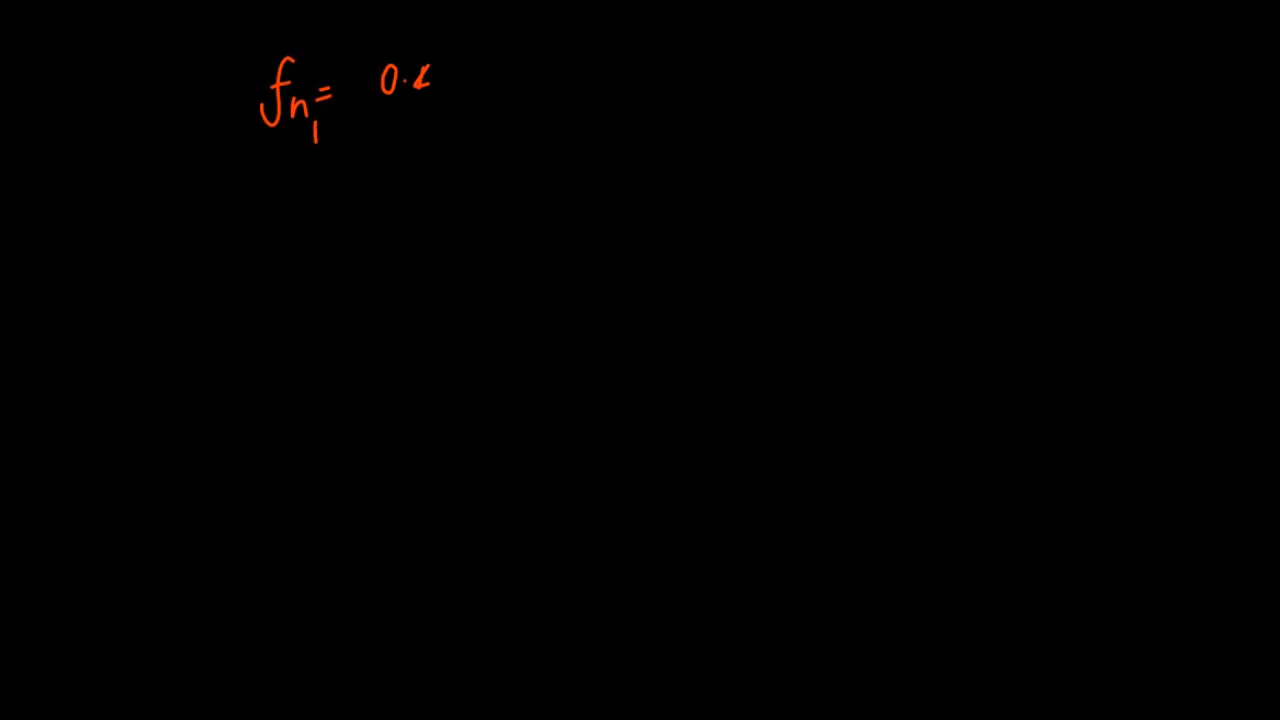 fn1 = 0.